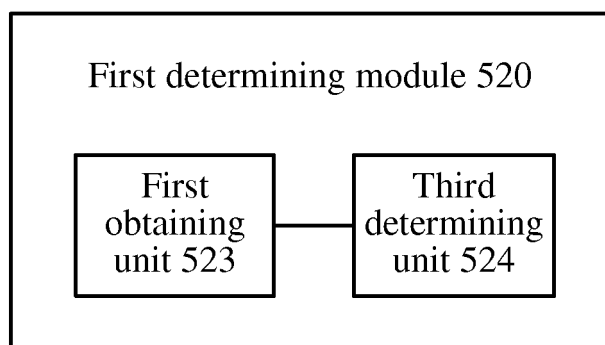 First determining module 520
First
obtaining
unit 523
Third
determining
unit 524